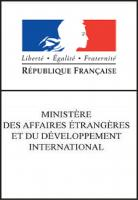 Liberté • Égalité • Fraternité
RÉPUBLIQUE FRANÇAISE
MINISTÈRE
DES AFFAIRES ÉTRANGÈRES
ET DU DÉVELOPPEMENT
INTERNATIONAL